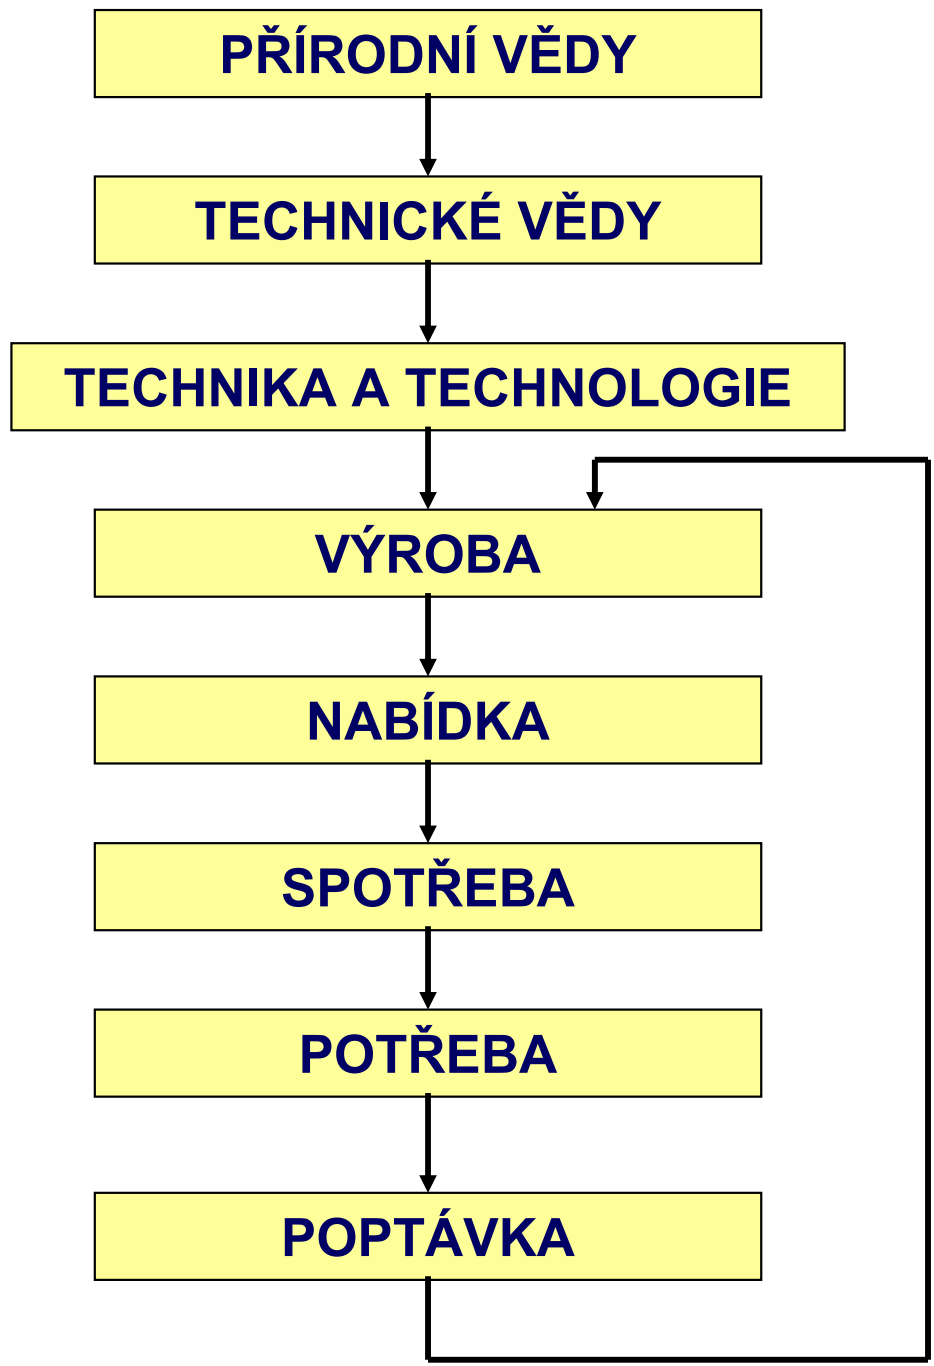 PŘÍRODNÍ VĚDY
TECHNICKÉ VĚDY
TECHNIKA A TECHNOLOGIE
VÝROBA
NABÍDKA
SPOTŘEBA
POTŘEBA
POPTÁVKA